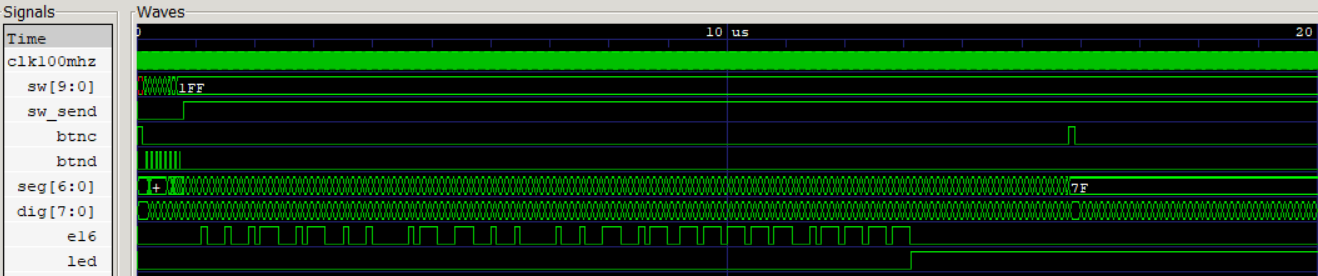 Signals
Waves
Time
0
10 us
20
clk100mhz
sw[9:0]
1FF
sw_send
btnc
btnd
seg[6:0]
+
7F
dig[7:0]
e16
led